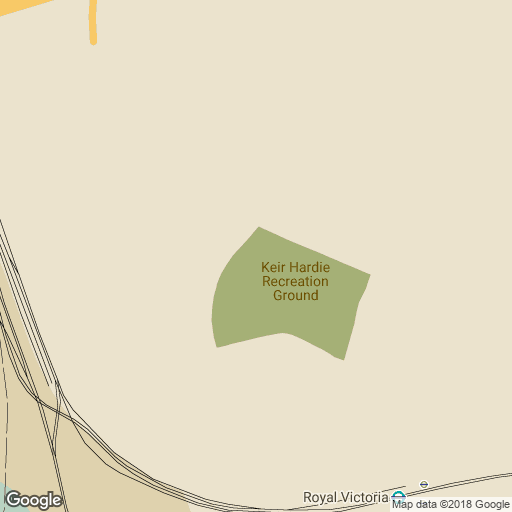 Keir Hardie
Recreation
Ground
Royal Victoria
Google
Map data ©2018 Google